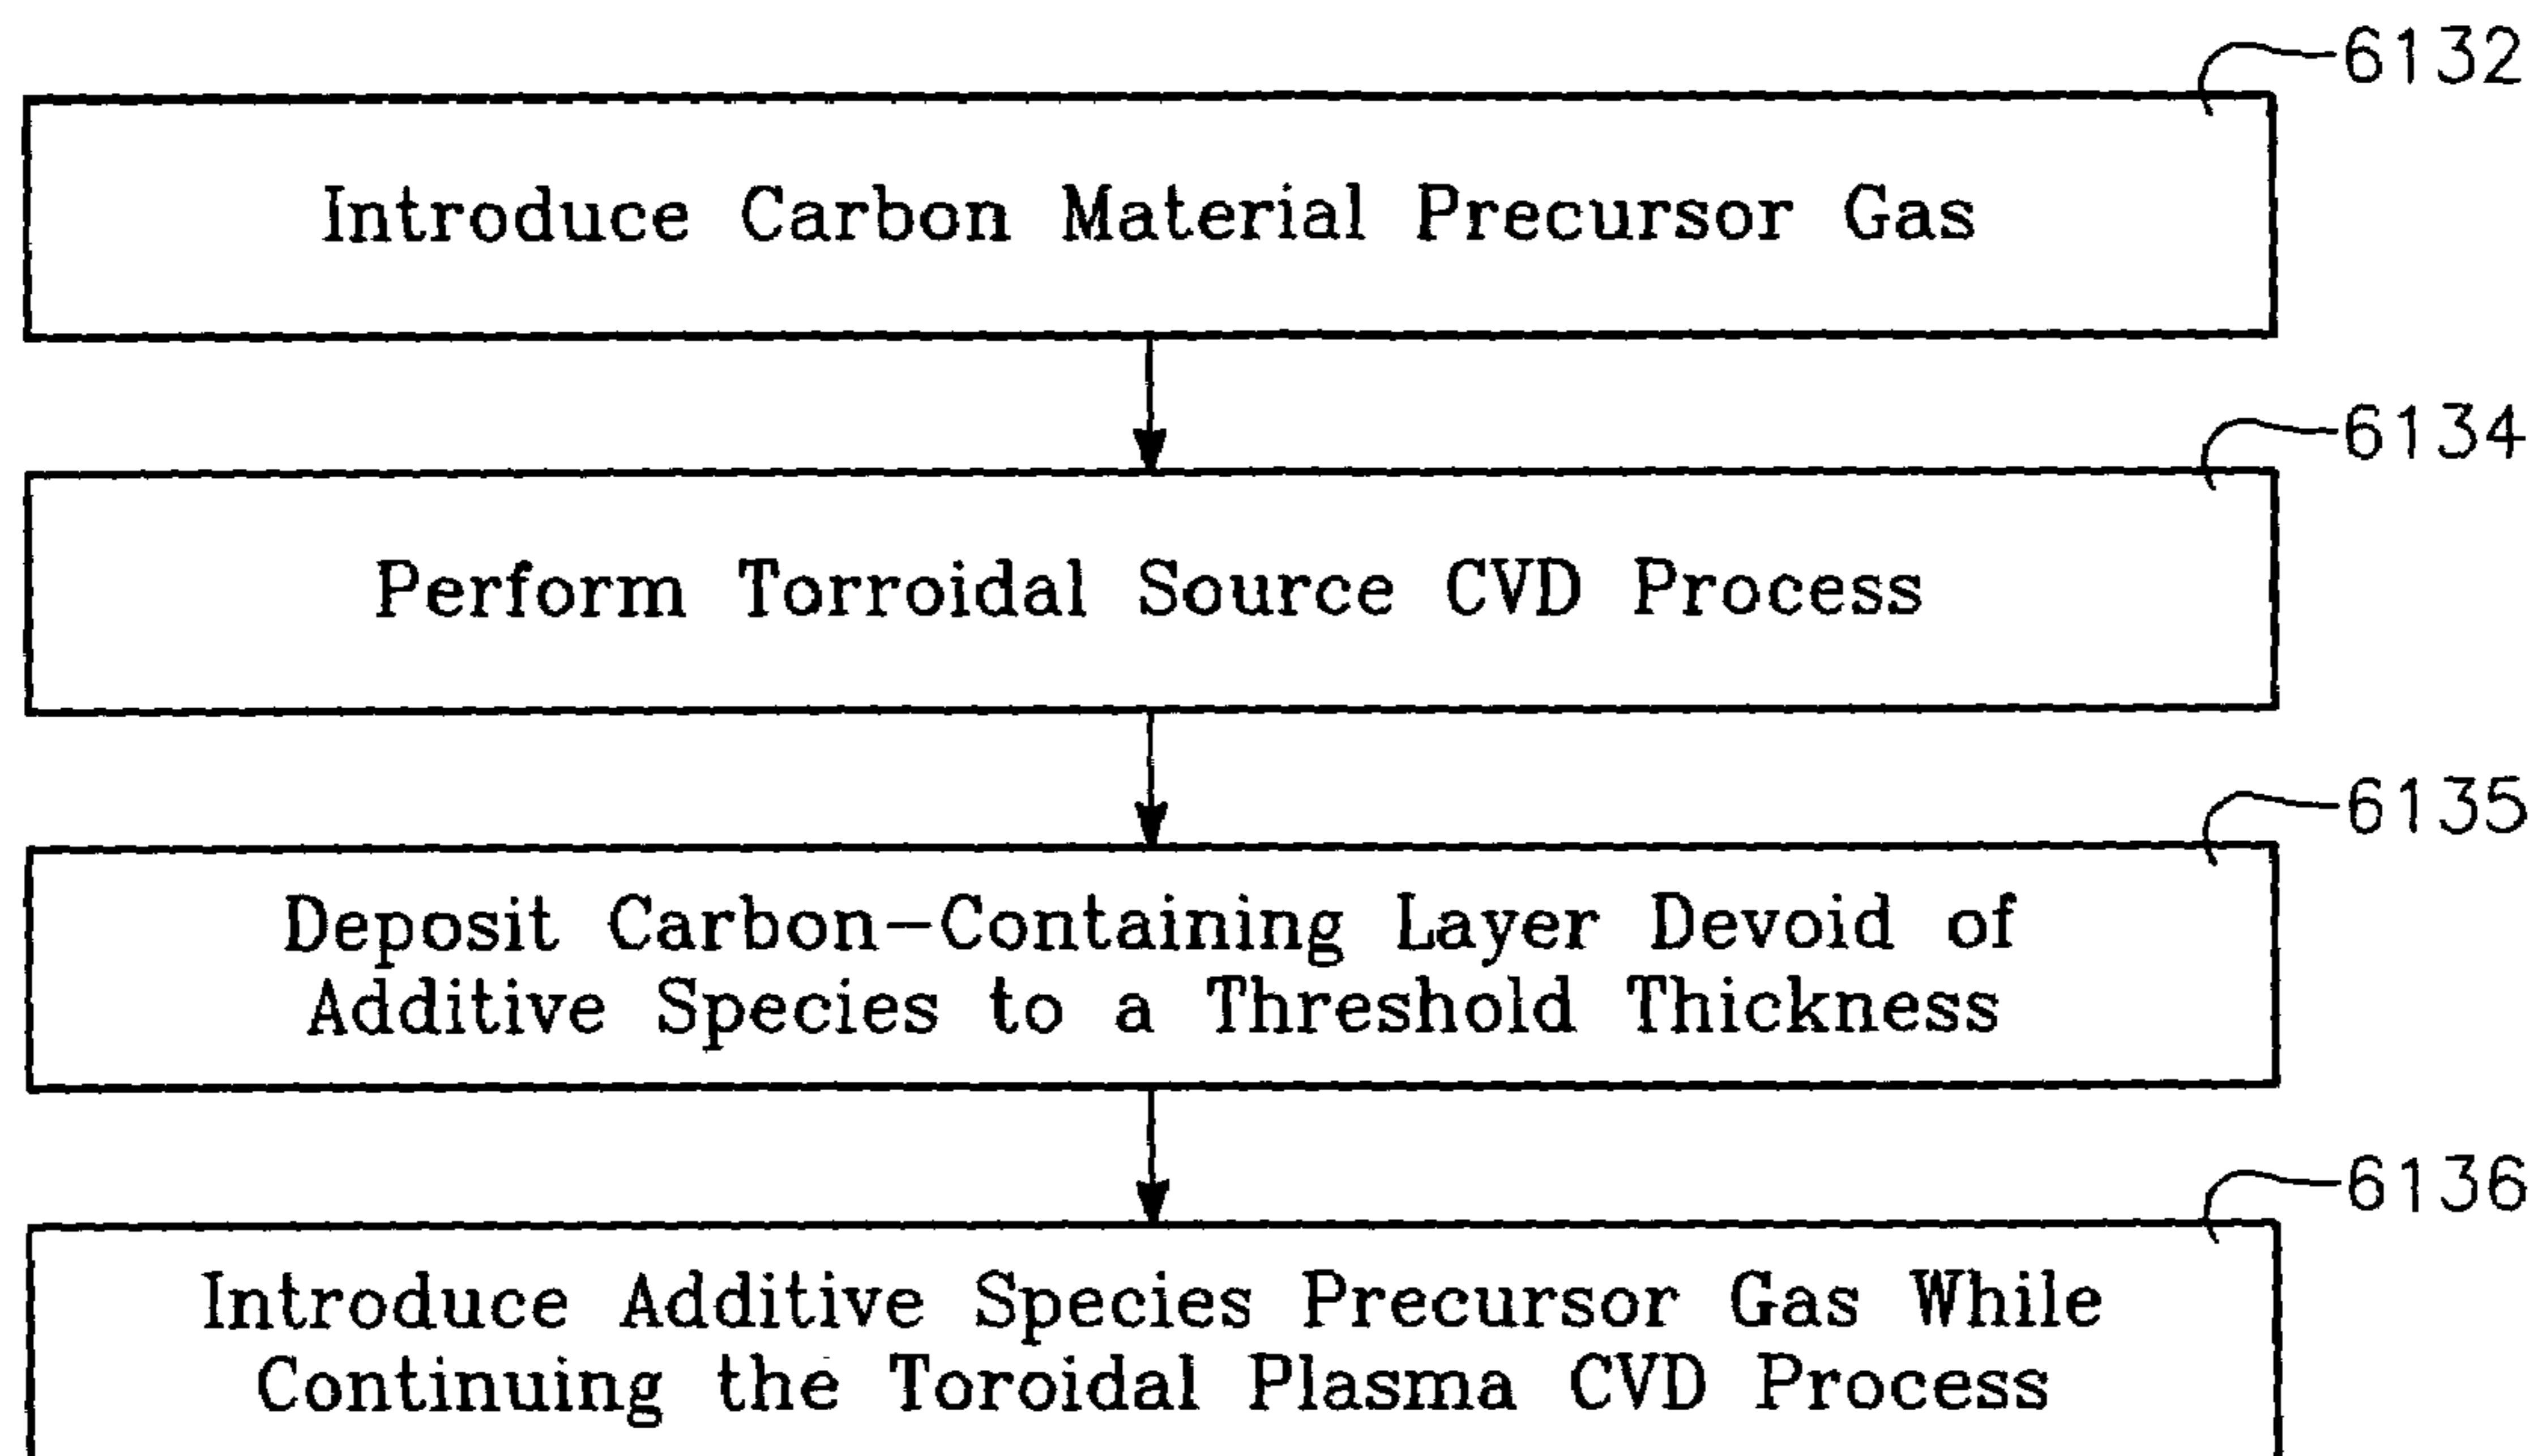 6132
Introduce Carbon Material Precursor Gas
6134
Perform Torroidal Source CVD Process
6135
Deposit Carbon-Containing Layer Devoid of
Additive Species to a Threshold Thickness
6136
Introduce Additive Species Precursor Gas While
Continuing the Toroidal Plasma CVD Process